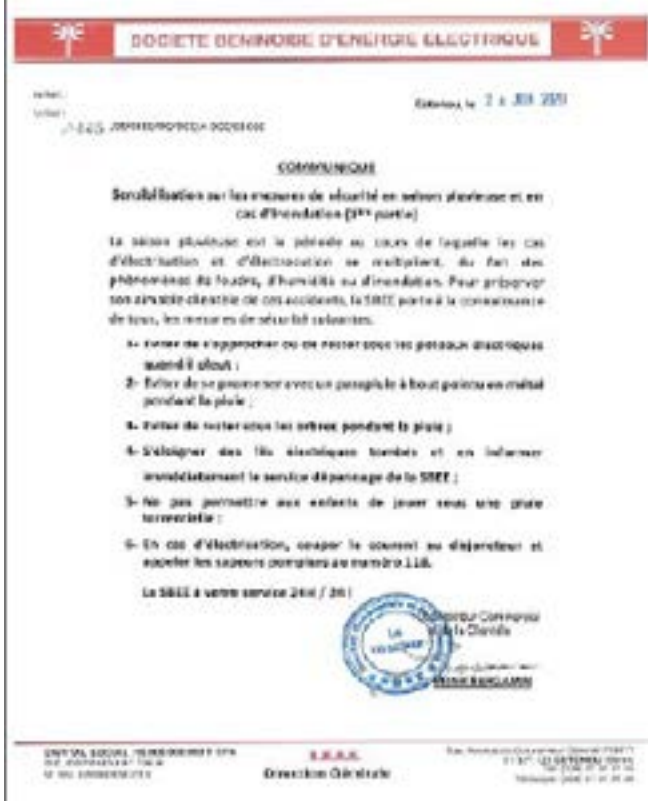 SOCIETE BENINOISE D'ENERGIE ELECTRIQUE
Cotonou, le
COMMUNIQUE
Sensibilisation sur les mesures de sécurité en saison pluvieuse et en
cas d'inondation (1ère partie)
La saison pluvieuse est la période au cours de laquelle les cas
d'électrisation et d'électrocution se multiplient, du fait des
phénomènes de foudre, d'humidité ou d'inondation. Pour préserver
son aimable clientèle de ces accidents, la SBEE porte à la connaissance
de tous, les mesures de sécurité suivantes.
1- Eviter de s'approcher ou de rester sous les poteaux électriques
quand il pleut ;
2- Eviter de se promener avec un parapluie à bout pointu en métal
pendant la pluie ;
3- Eviter de rester sous les arbres pendant la pluie ;
4- S'éloigner des fils électriques tombés et en informer
immédiatement le service dépannage de la SBEE ;
5- Ne pas permettre aux enfants de jouer sous une pluie
torrentielle ;
6- En cas d'électrisation, couper le courant au disjoncteur et
appeler les sapeurs pompiers au numéro 118.
La SBEE à votre service 24H / 24 !
Commercial
de la Clientèle
S.B.E.E.
Direction Générale